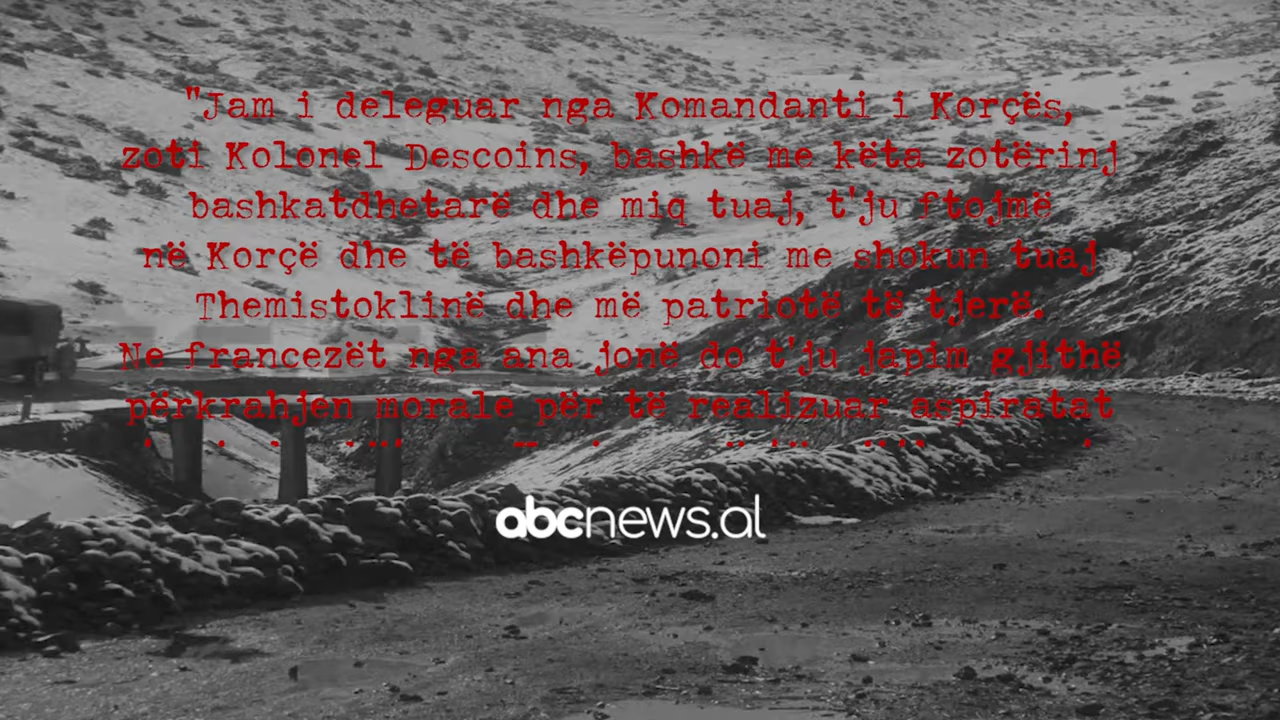 "Jam i deleguar nga Komandanti i Korçës,
zoti Kolonel Descoins, bashkë me këta zotërinj
bashkatdhetarë dhe miq tuaj, t'ju ftojmë
në Korçë dhe të bashkëpunoni me shokun tuaj
Themistoklinë dhe më patriotë të tjerë.
Ne francezët nga ana jonë do t'ju japim gjithë
përkrahjen morale për të realizuar aspiratat
abcnews.al